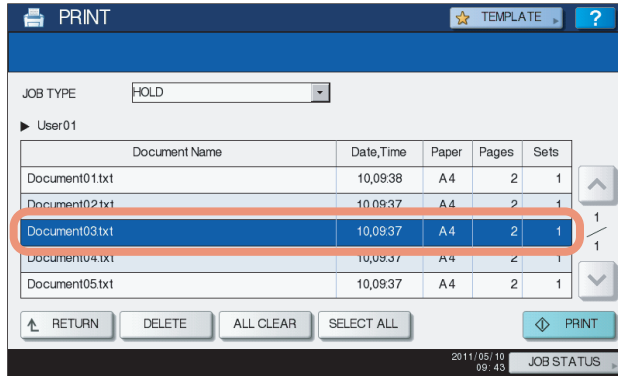 PRINT
TEMPLATE
?
JOB TYPE HOLD
User01
Document Name Date,Time Paper Pages Sets
Document01.txt 10,09:38 A4 2 1
Document02.txt 10,09:37 A4 2 1
Document03.txt 10,09:37 A4 2 1
Document04.txt 10,09:37 A4 2 1
Document05.txt 10,09:37 A4 2 1
1
1
RETURN DELETE ALL CLEAR SELECT ALL PRINT
2011/05/10
09:43
JOB STATUS